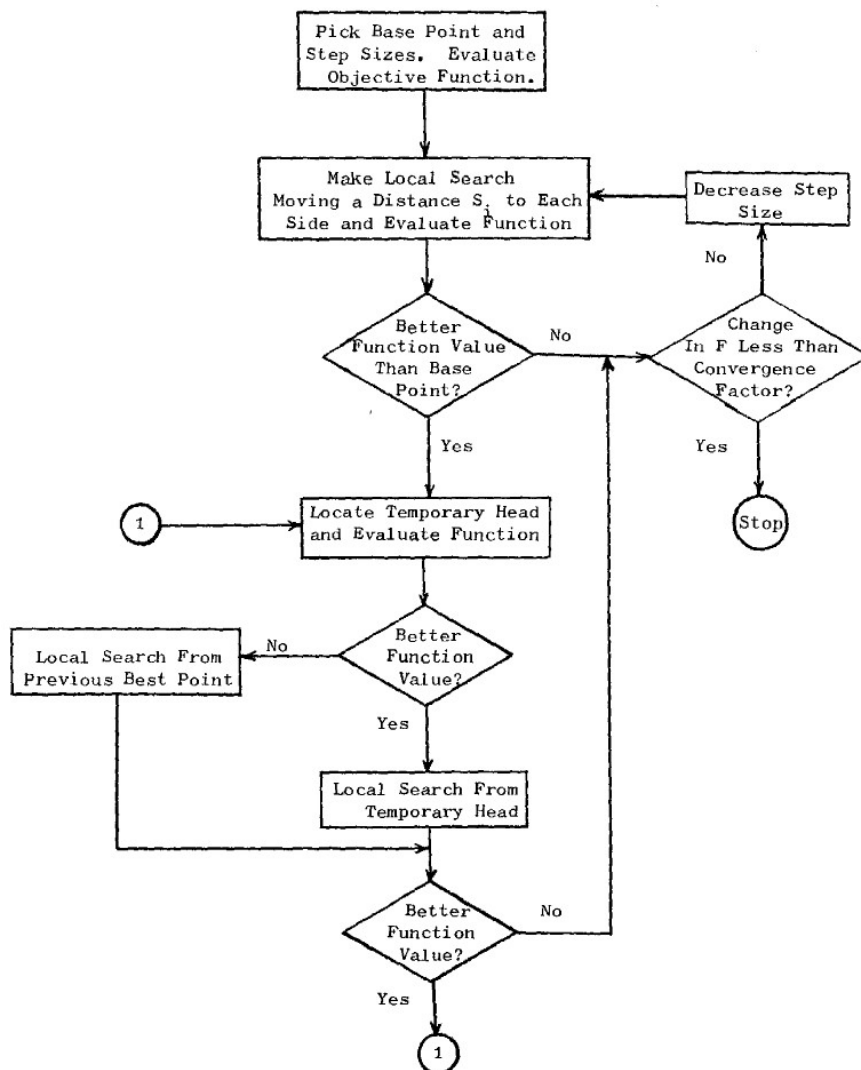 Pick Base Point and
Step Sizes. Evaluate
Objective Function.
Make Local Search
Moving a Distance S_i to Each
Side and Evaluate Function
Decrease Step
Size
No
Better
Function Value
Than Base
Point?
No
Change
In F Less Than
Convergence
Factor?
Yes
Yes
1
Locate Temporary Head
and Evaluate Function
Stop
Better
Function
Value?
No
Local Search From
Previous Best Point
Yes
Local Search From
Temporary Head
Better
Function
Value?
No
Yes
1